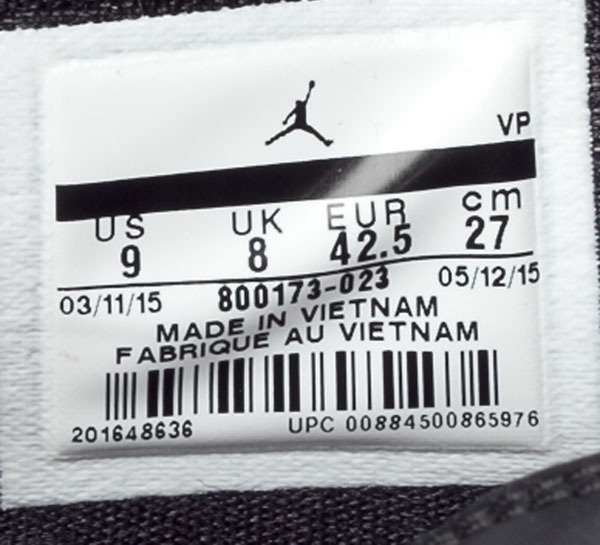 VP
US UK EUR cm
9 8 42.5 27
03/11/15 800173-023 05/12/15
MADE IN VIETNAM
FABRIQUE AU VIETNAM
201648636 UPC 00884500865976